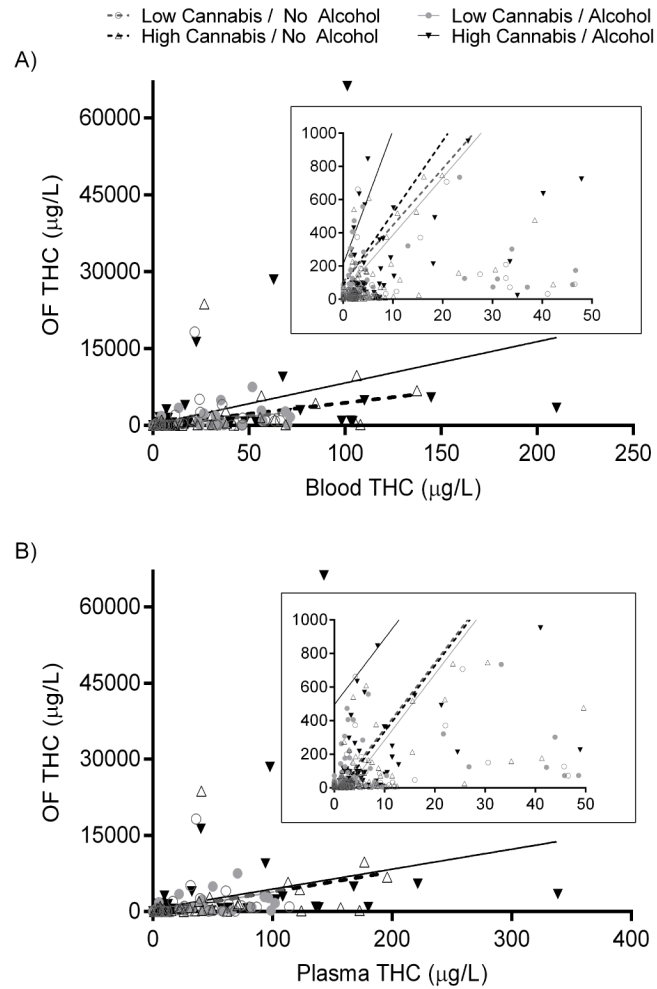 Low Cannabis / No Alcohol Low Cannabis / Alcohol
High Cannabis / No Alcohol High Cannabis / Alcohol
A)
OF THC (µg/L)
60000
45000
30000
15000
0
0 50 100 150 200 250
Blood THC (µg/L)
1000
800
600
400
200
0
0 10 20 30 40 50
B)
OF THC (µg/L)
60000
45000
30000
15000
0
0 100 200 300 400
Plasma THC (µg/L)
1000
800
600
400
200
0
0 10 20 30 40 50